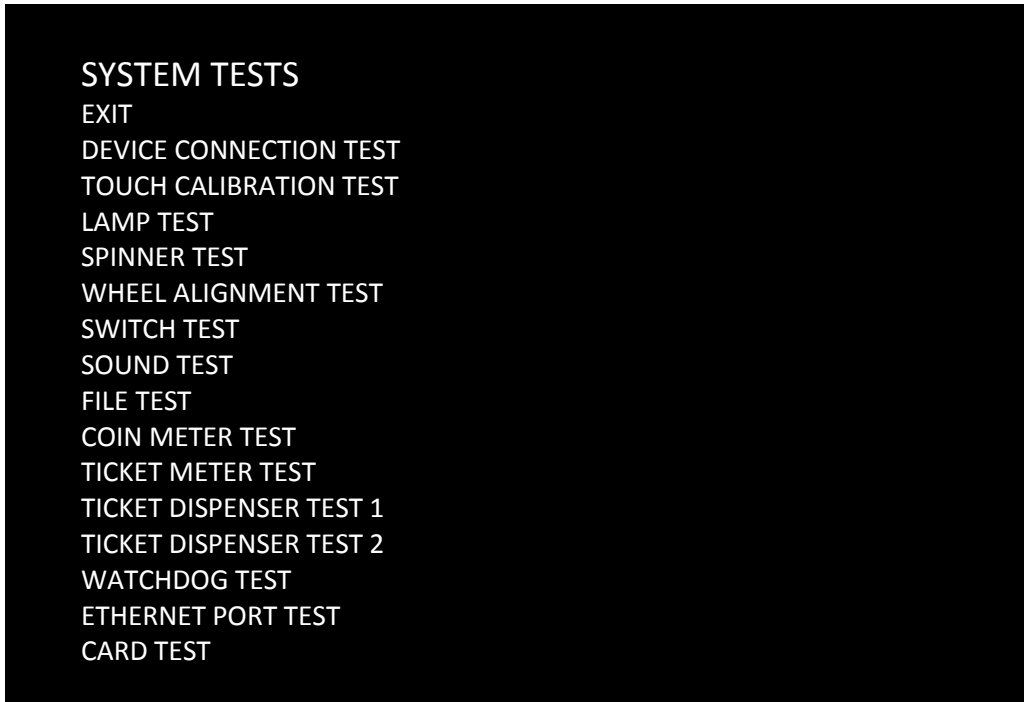 SYSTEM TESTS
EXIT
DEVICE CONNECTION TEST
TOUCH CALIBRATION TEST
LAMP TEST
SPINNER TEST
WHEEL ALIGNMENT TEST
SWITCH TEST
SOUND TEST
FILE TEST
COIN METER TEST
TICKET METER TEST
TICKET DISPENSER TEST 1
TICKET DISPENSER TEST 2
WATCHDOG TEST
ETHERNET PORT TEST
CARD TEST